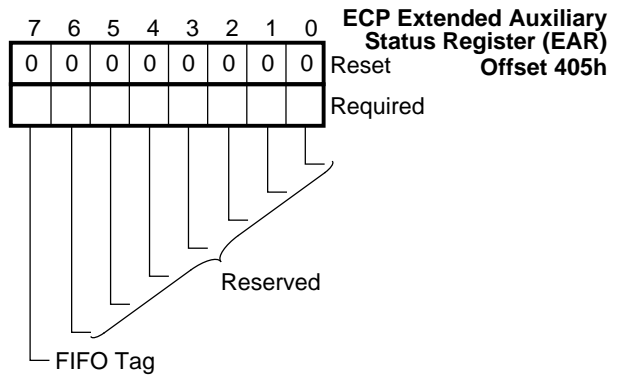 ECP Extended Auxiliary
Status Register (EAR)
Offset 405h
7 6 5 4 3 2 1 0
0 0 0 0 0 0 0 0 Reset
Required
Reserved
FIFO Tag